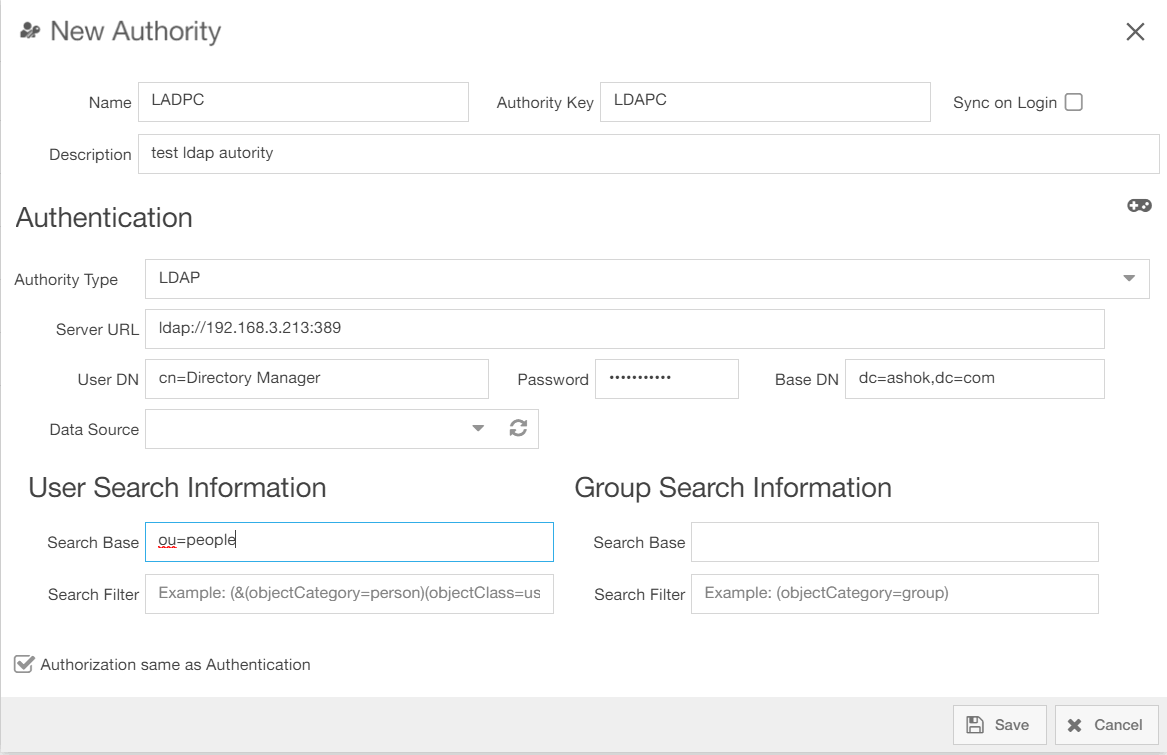 New Authority
Name LADPC Authority Key LDAPC Sync on Login
Description test ldap autority
Authentication
Authority Type LDAP
Server URL ldap://192.168.3.213:389
User DN cn=Directory Manager Password ••••••••••• Base DN dc=ashok,dc=com
Data Source
User Search Information Group Search Information
Search Base ou=people Search Base
Search Filter Example: (&(objectCategory=person)(objectClass=us Search Filter Example: (objectCategory=group)
Authorization same as Authentication
Save Cancel